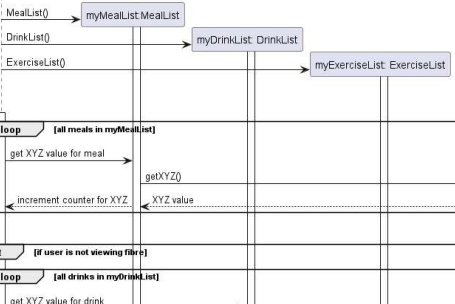 MealList()
myMealList:MealList
DrinkList()
myDrinkList: DrinkList
ExerciseList()
myExerciseList: ExerciseList
loop
[all meals in myMealList]
get XYZ value for meal
getXYZ()
increment counter for XYZ
XYZ value
[if user is not viewing fibre]
loop
[all drinks in myDrinkList]
get XYZ value for drink